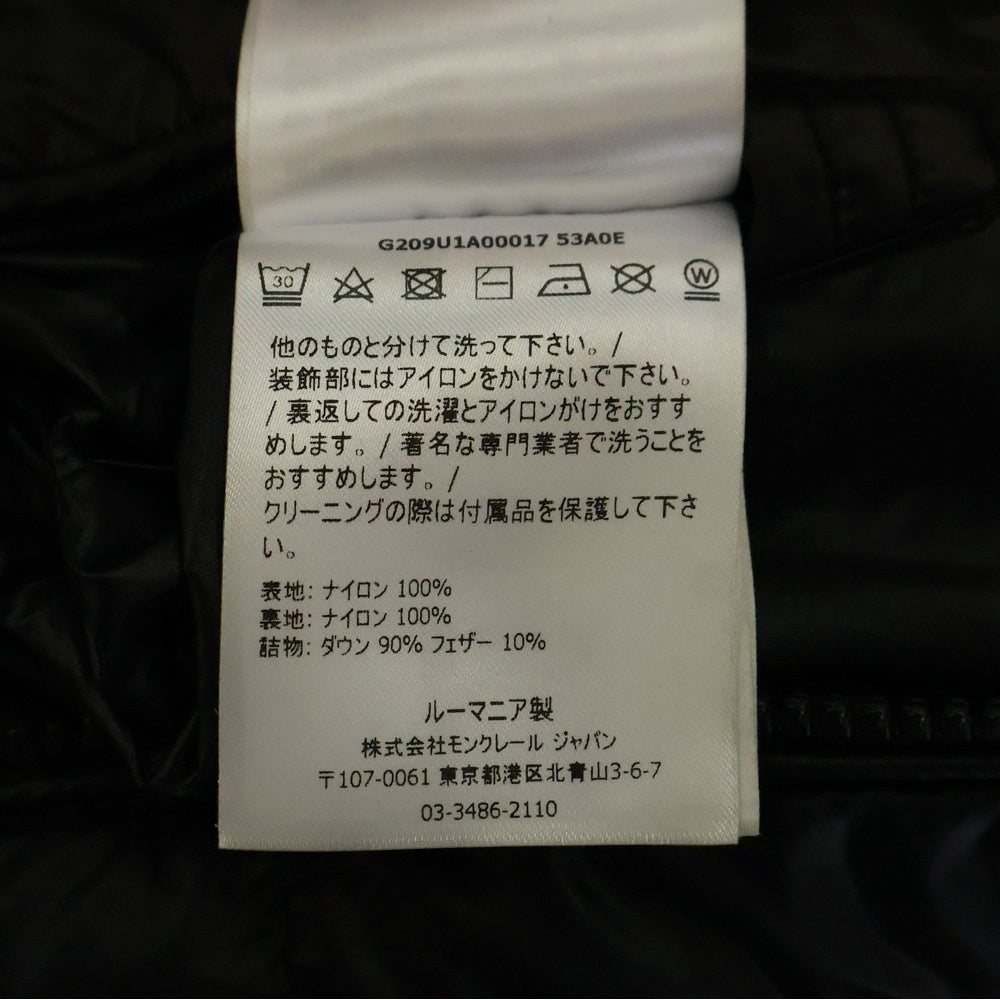 G209U1A00017 53A0E
30 W
他のものと分けて洗って下さい。/
装飾部にはアイロンをかけないで下さい。
/ 裏返しての洗濯とアイロンがけをおすす
めします。/ 著名な専門業者で洗うことを
おすすめします。/
クリーニングの際は付属品を保護して下さ
い。
表地: ナイロン 100%
裏地: ナイロン 100%
詰物: ダウン 90% フェザー 10%
ルーマニア製
株式会社モンクレール ジャパン
〒107-0061 東京都港区北青山3-6-7
03-3486-2110